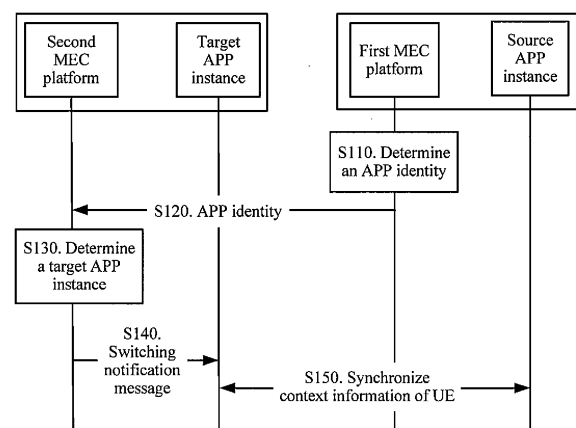 Second
MEC
platform
Target
APP
instance
First MEC
platform
Source
APP
instance
S110. Determine
an APP identity
S120. APP identity
S130. Determine
a target APP
instance
S140.
Switching
notification
message
S150. Synchronize
context information of UE